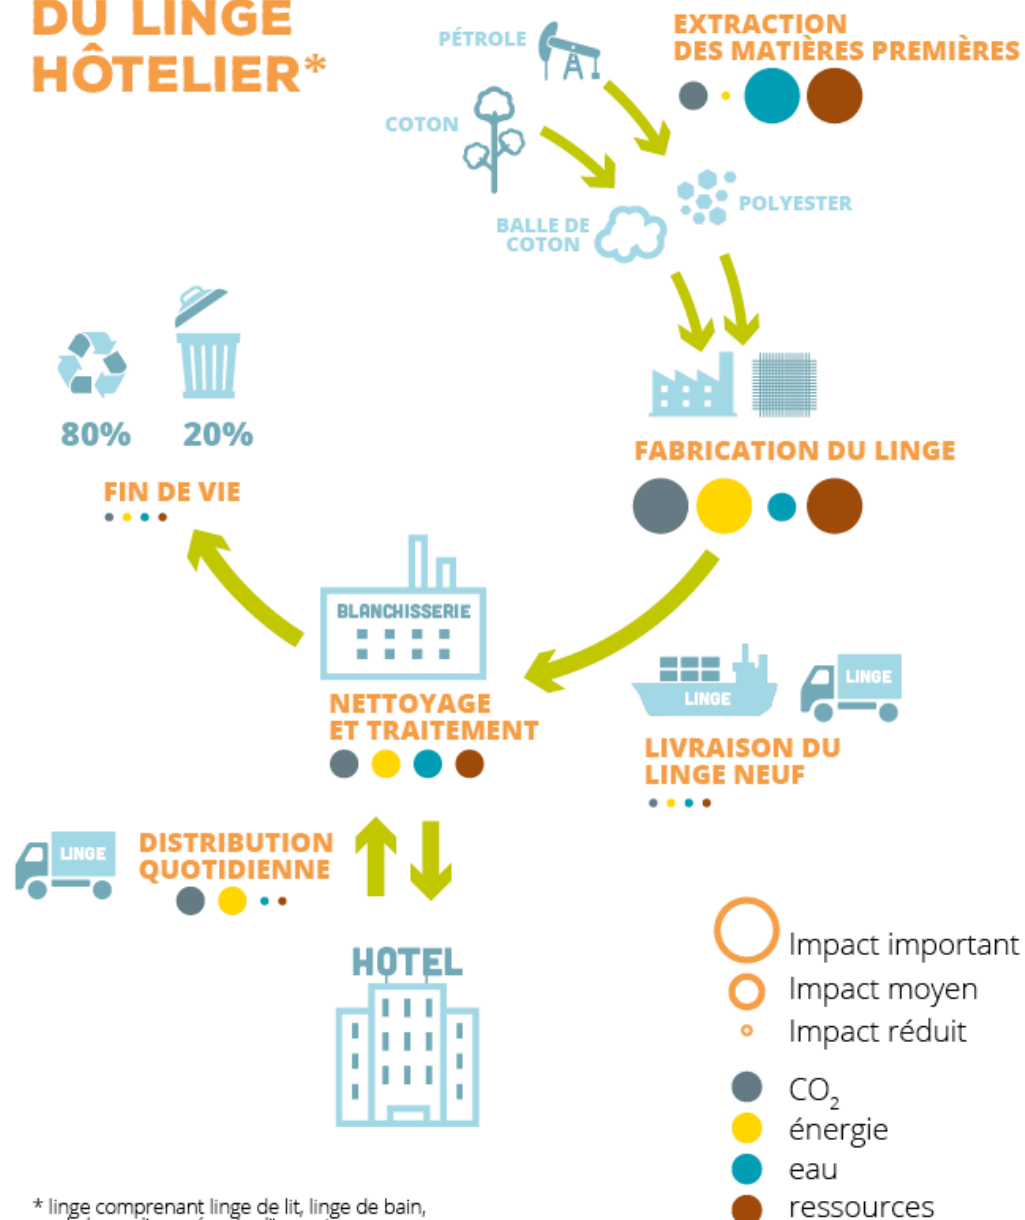 DU LINGE
HÔTELIER*
PÉTROLE
EXTRACTION
DES MATIÈRES PREMIÈRES
COTON
POLYESTER
BALLE DE
COTON
80%
20%
FIN DE VIE
FABRICATION DU LINGE
BLANCHISSERIE
NETTOYAGE
ET TRAITEMENT
LINGE
LINGE
LIVRAISON DU
LINGE NEUF
LINGE
DISTRIBUTION
QUOTIDIENNE
HOTEL
Impact important
Impact moyen
Impact réduit
CO2
énergie
eau
ressources
* linge comprenant linge de lit, linge de bain,